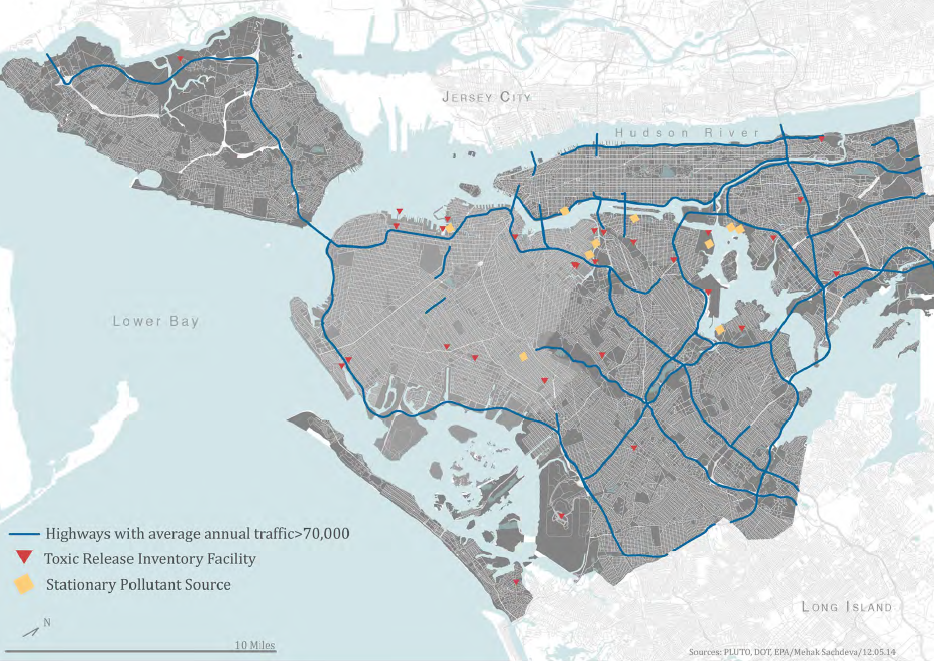 JERSEY CITY
Hudson River
Lower Bay
Highways with average annual traffic>70,000
Toxic Release Inventory Facility
Stationary Pollutant Source
N
10 Miles
LONG ISLAND
Sources: PLUTO, DOT, EPA/Mehak Sachdeva/12.05.14